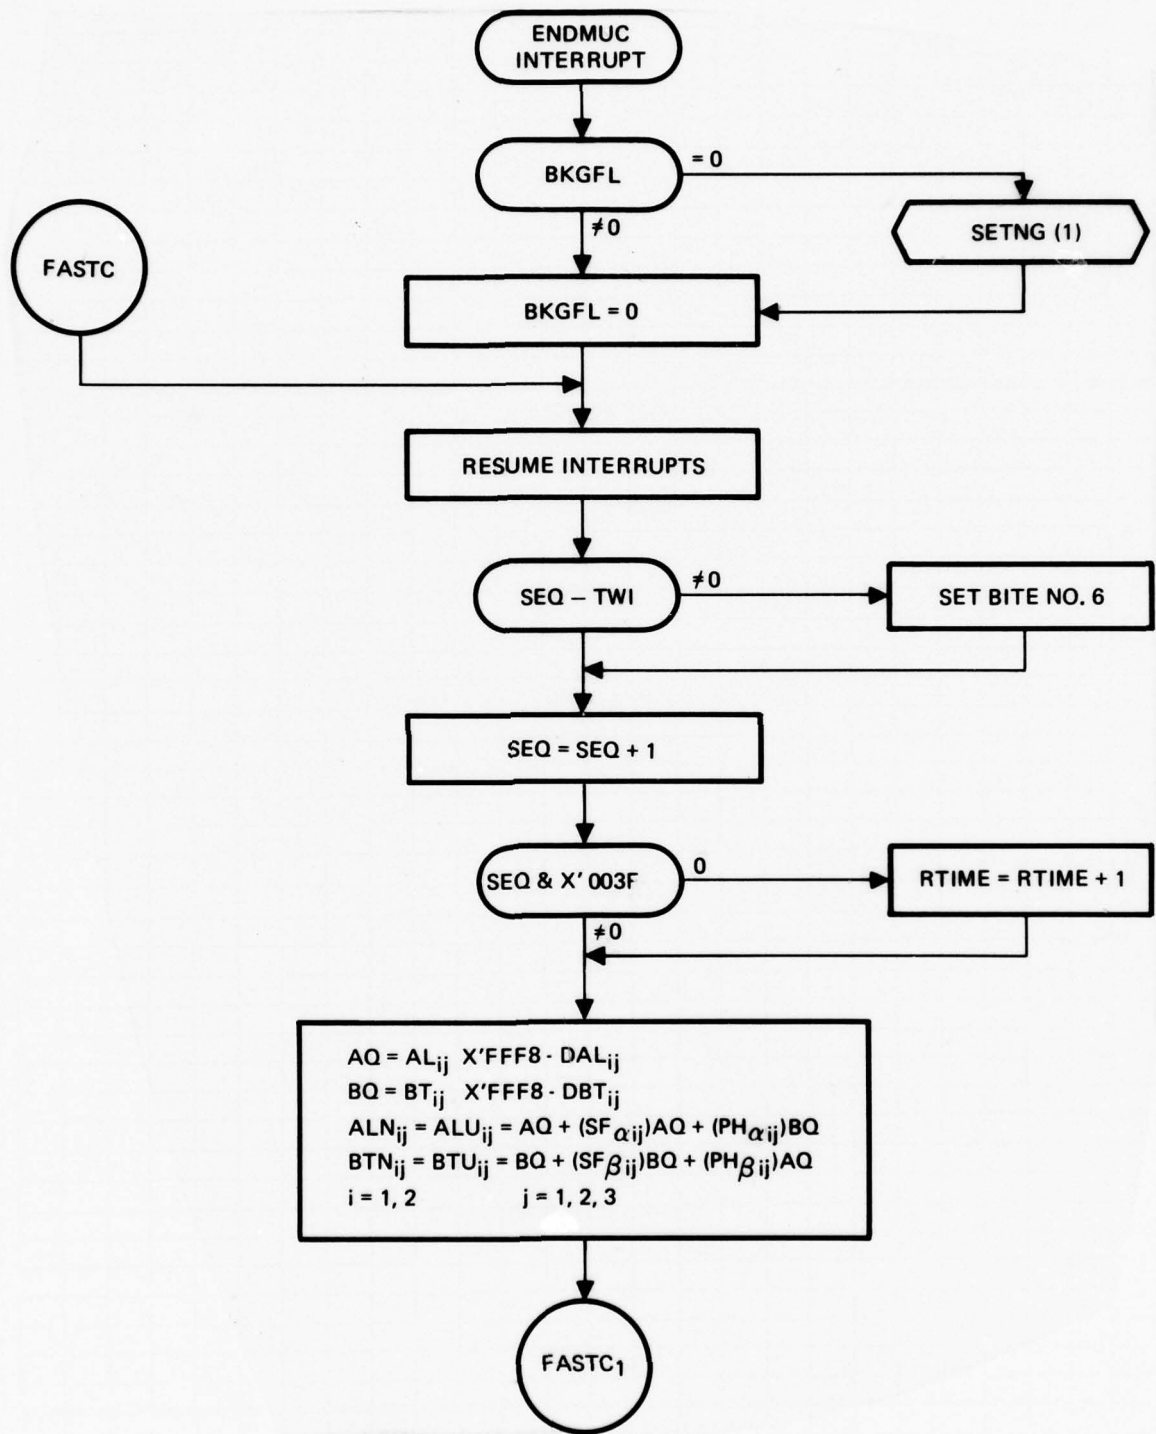 ENDMUC
INTERRUPT
BKGFL
= 0
≠0
SETNG (1)
FASTC
BKGFL = 0
RESUME INTERRUPTS
SEQ – TWI
≠0
SET BITE NO. 6
SEQ = SEQ + 1
SEQ & X' 003F
0
RTIME = RTIME + 1
≠0
AQ = ALij X'FFF8 - DALij
BQ = BTij X'FFF8 - DBTij
ALNij = ALUij = AQ + (SFαij)AQ + (PHαij)BQ
BTNij = BTUij = BQ + (SFβij)BQ + (PHβij)AQ
i = 1, 2 j = 1, 2, 3
FASTC1